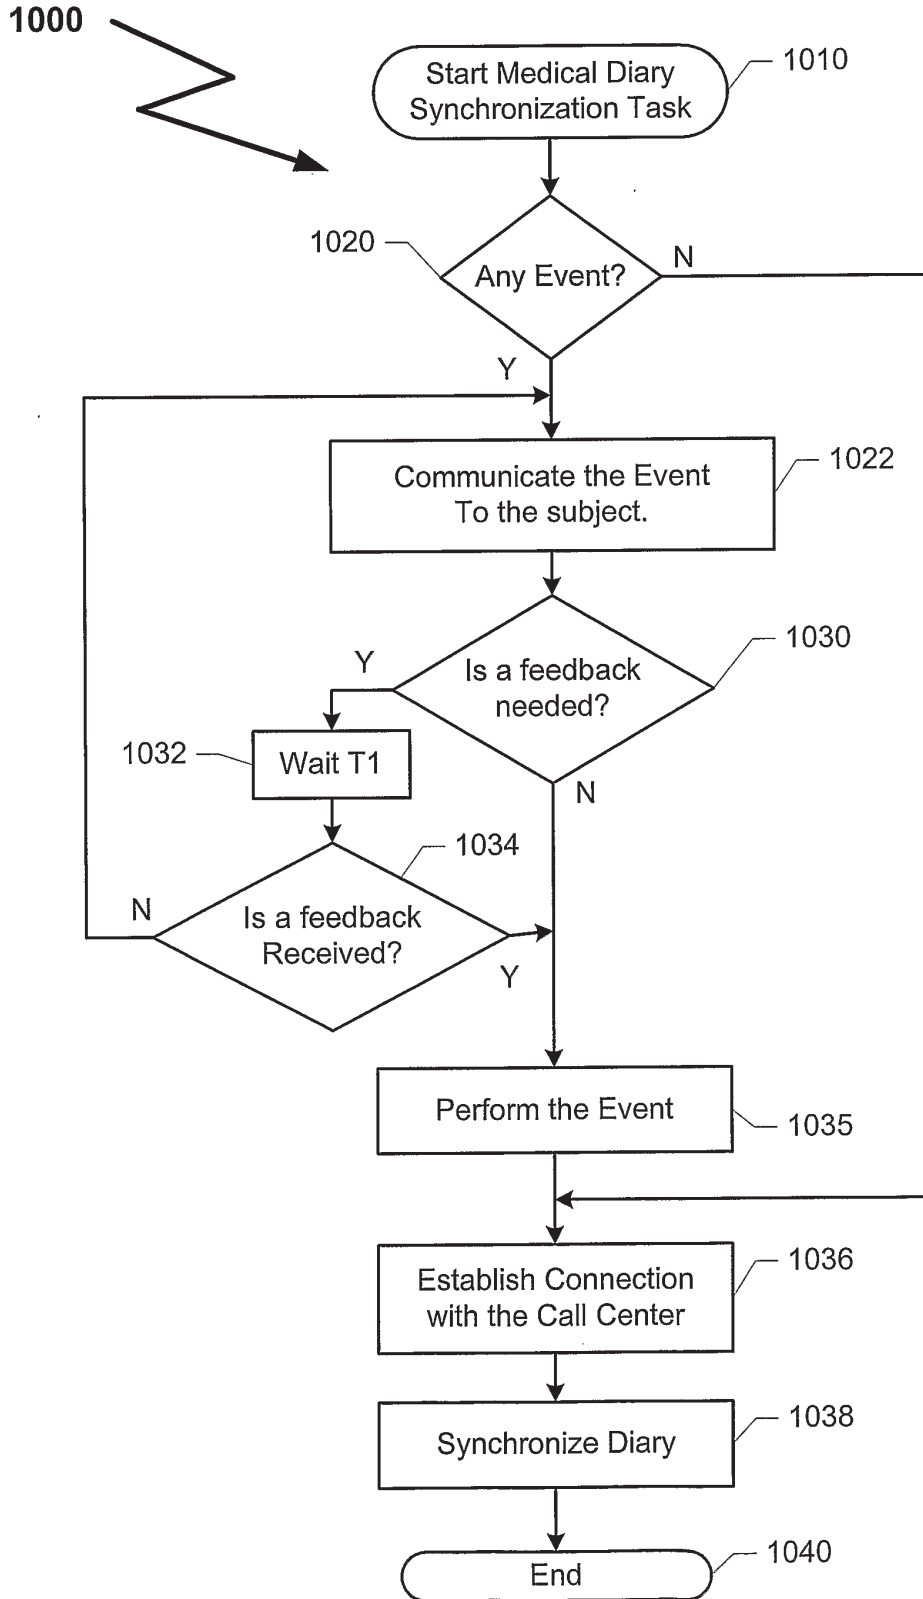 1000
Start Medical Diary
Synchronization Task
1010
1020
Any Event?
N
Y
Communicate the Event
To the subject.
1022
Is a feedback
needed?
1030
Y
1032
Wait T1
N
1034
Is a feedback
Received?
N
Y
Perform the Event
1035
Establish Connection
with the Call Center
1036
Synchronize Diary
1038
End
1040